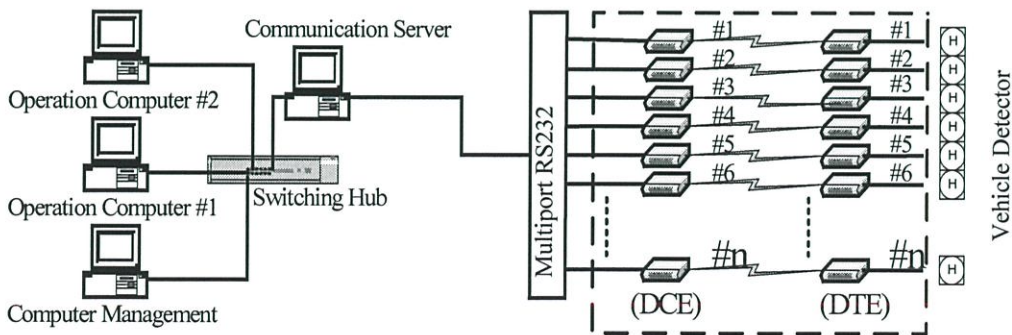 Communication Server
Operation Computer #2
Operation Computer #1
Switching Hub
Computer Management
Multiport RS232
#1 #1 H
#2 #2 H
#3 #3 H
#4 #4 H
#5 #5 H
#6 #6 H
#n #n H
(DCE) (DTE)
Vehicle Detector